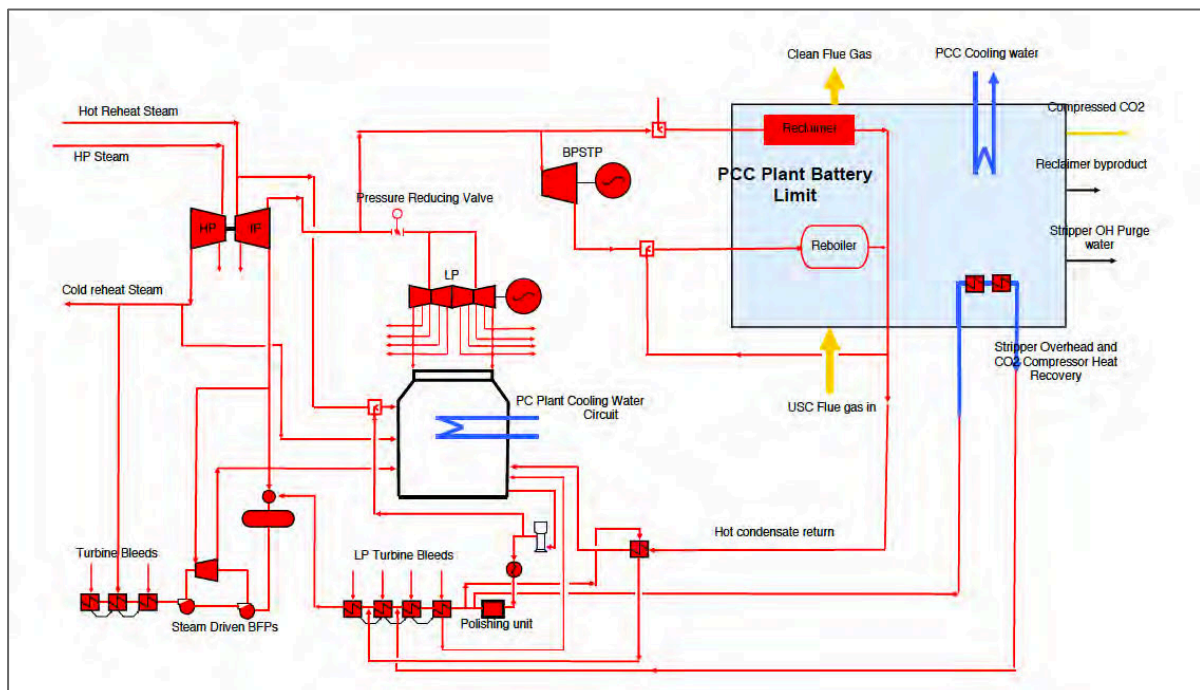 Clean Flue Gas
PCC Cooling water
Hot Reheat Steam
Compressed CO2
HP Steam
Reclaimer
BPSTP
PCC Plant Battery
Limit
Reclaimer byproduct
Pressure Reducing Valve
HP
IP
Stripper OH Purge
water
Reboiler
LP
Cold reheat Steam
Stripper Overhead and
CO2 Compressor Heat
Recovery
PC Plant Cooling Water
Circuit
USC Flue gas in
Hot condensate return
Turbine Bleeds
LP Turbine Bleeds
Steam Driven BFPs
Polishing unit